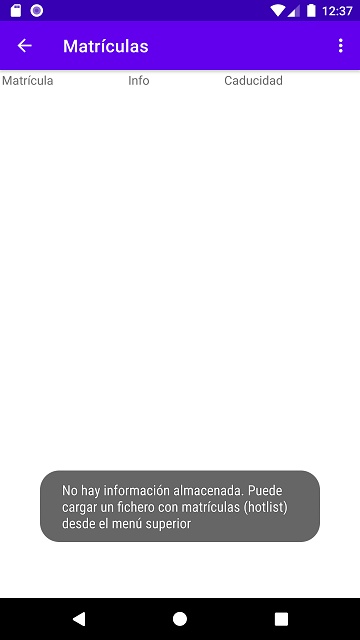 12:37
Matrículas
Matrícula Info Caducidad
No hay información almacenada. Puede
cargar un fichero con matrículas (hotlist)
desde el menú superior